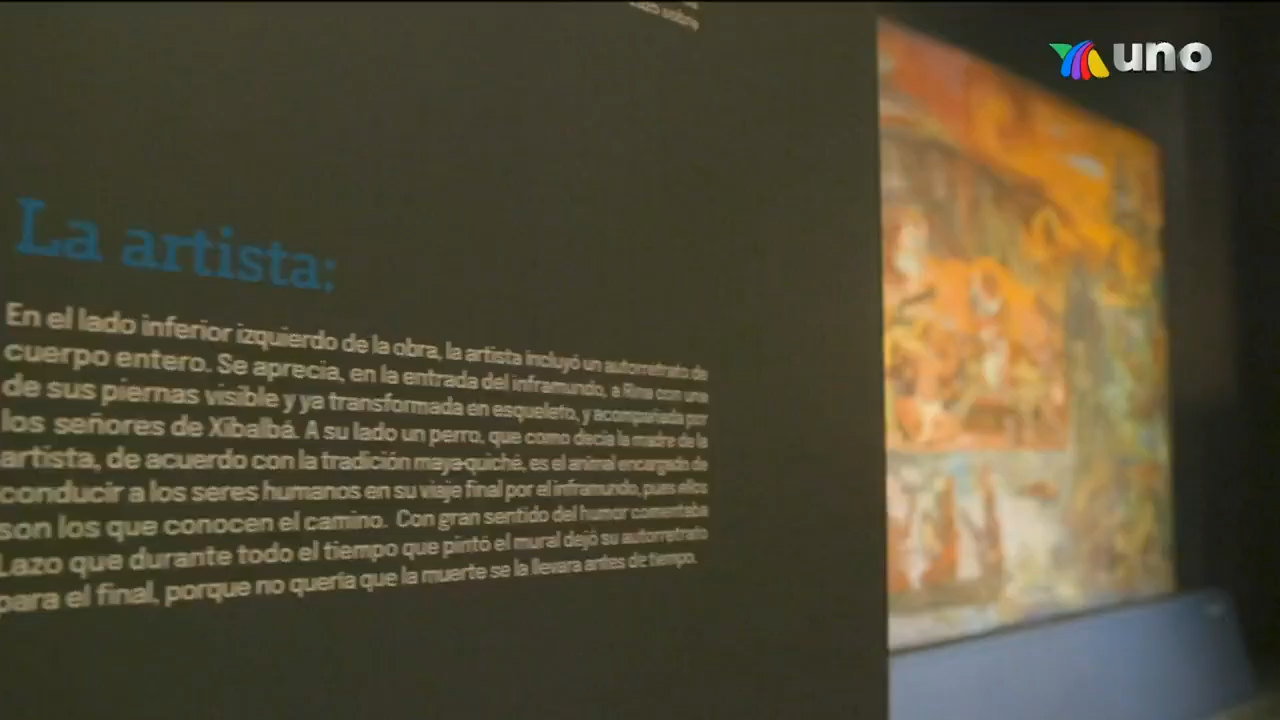 sobre
uno
La artista:
En el lado inferior izquierdo de la obra, la artista incluyó un autorretrato de
cuerpo entero. Se aprecia, en la entrada del inframundo, a Rina con una
de sus piernas visible y ya transformada en esqueleto, y acompañada por
los señores de Xibalbá. A su lado un perro, que como decía la madre de la
artista, de acuerdo con la tradición maya-quiché, es el animal encargado de
conducir a los seres humanos en su viaje final por el inframundo, pues ellos
son los que conocen el camino. Con gran sentido del humor comentaba
Lazo que durante todo el tiempo que pintó el mural dejó su autorretrato
para el final, porque no quería que la muerte se la llevara antes de tiempo.